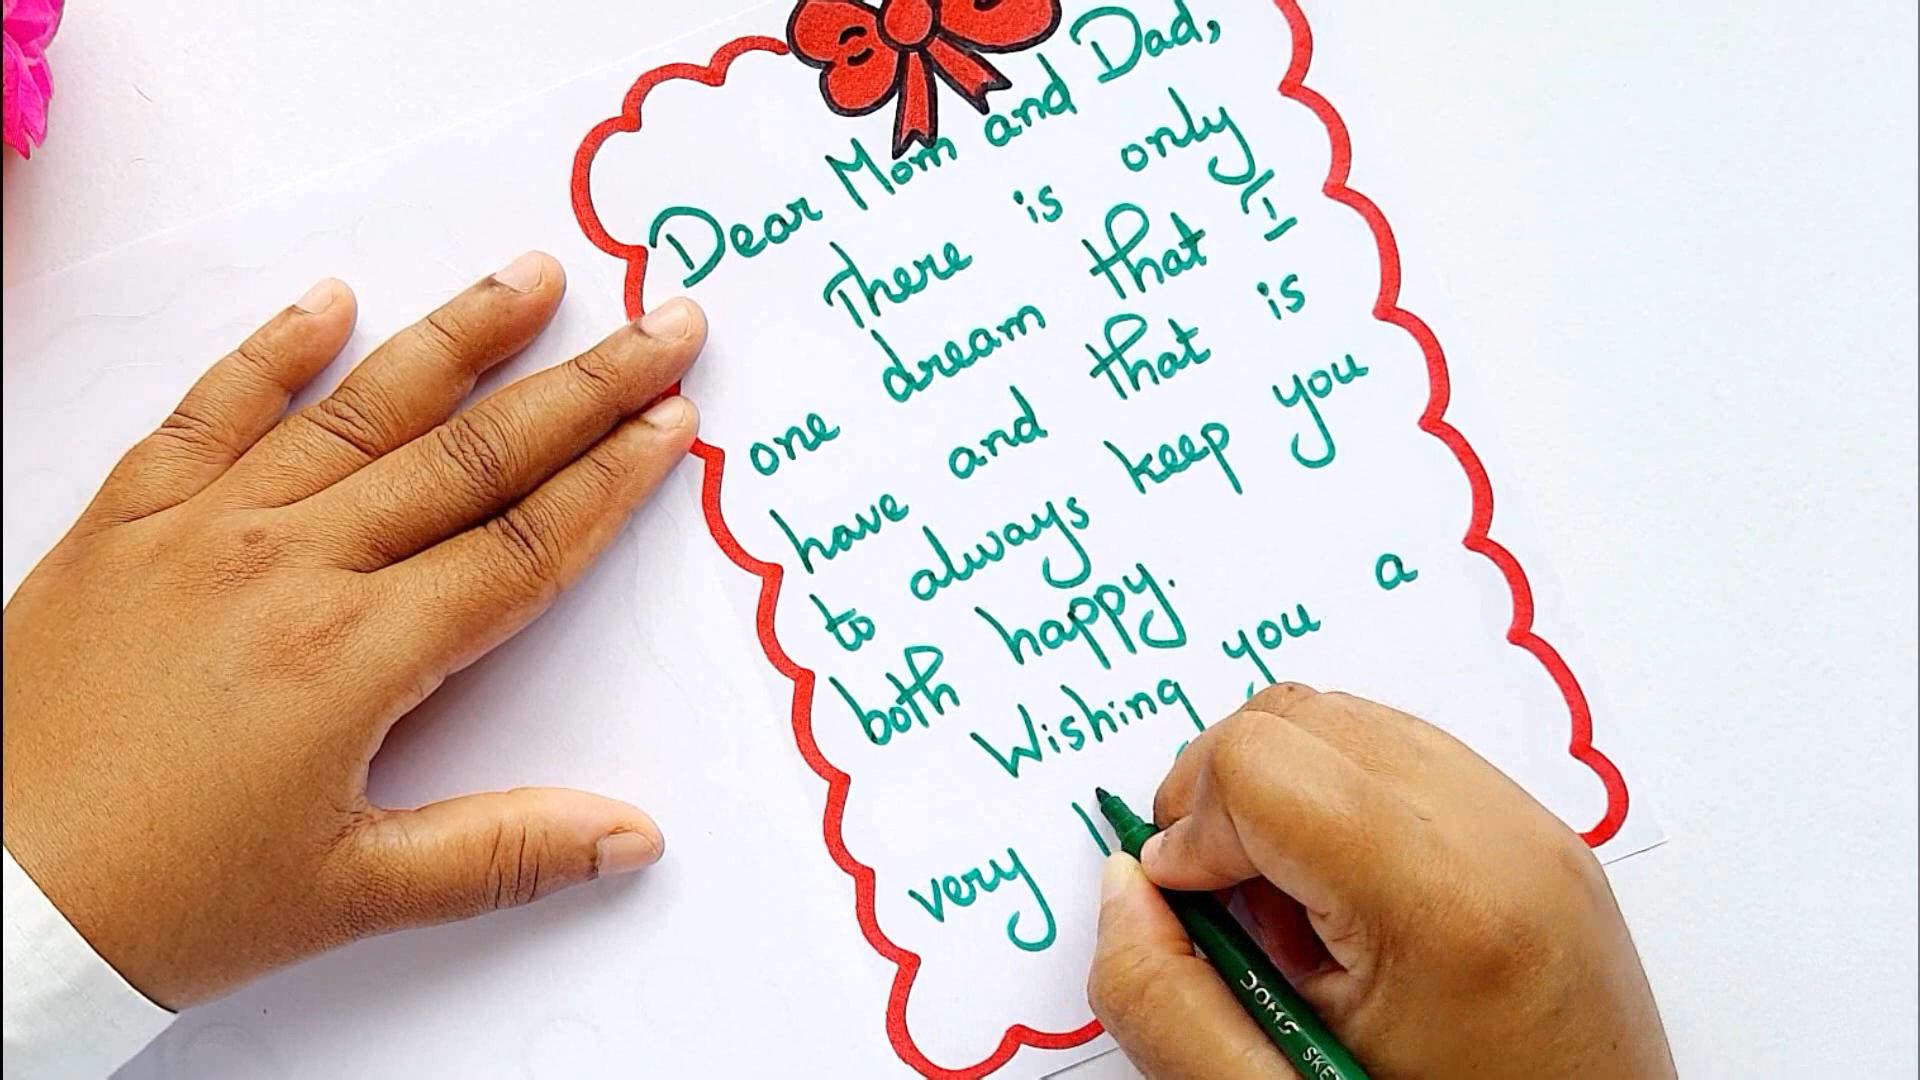 Dear Mom and Dad,
There is only
one dream that I
have and that is
to always keep you
both happy.
Wishing you a
very
DOMS